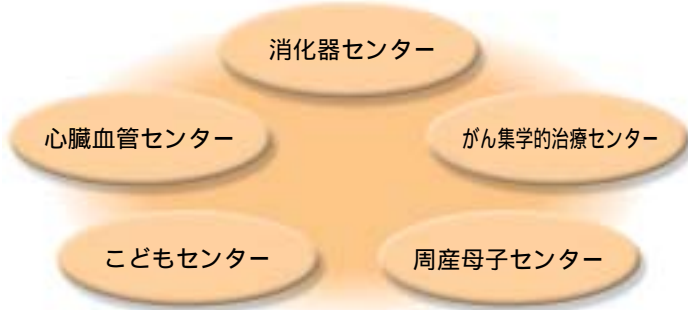 消化器センター
心臓血管センター
がん集学的治療センター
こどもセンター
周産母子センター